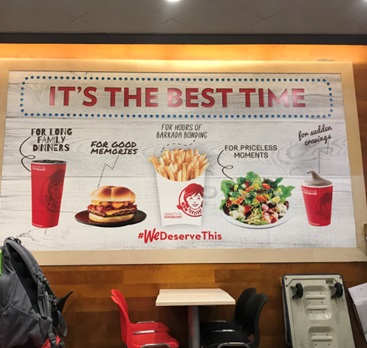 IT'S THE BEST TIME
FOR LONG
FAMILY
DINNERS
FOR GOOD
MEMORIES
FOR HOURS OF
BARKADA BONDING
FOR PRICELESS
MOMENTS
for sudden
cravings
#WeDeserveThis